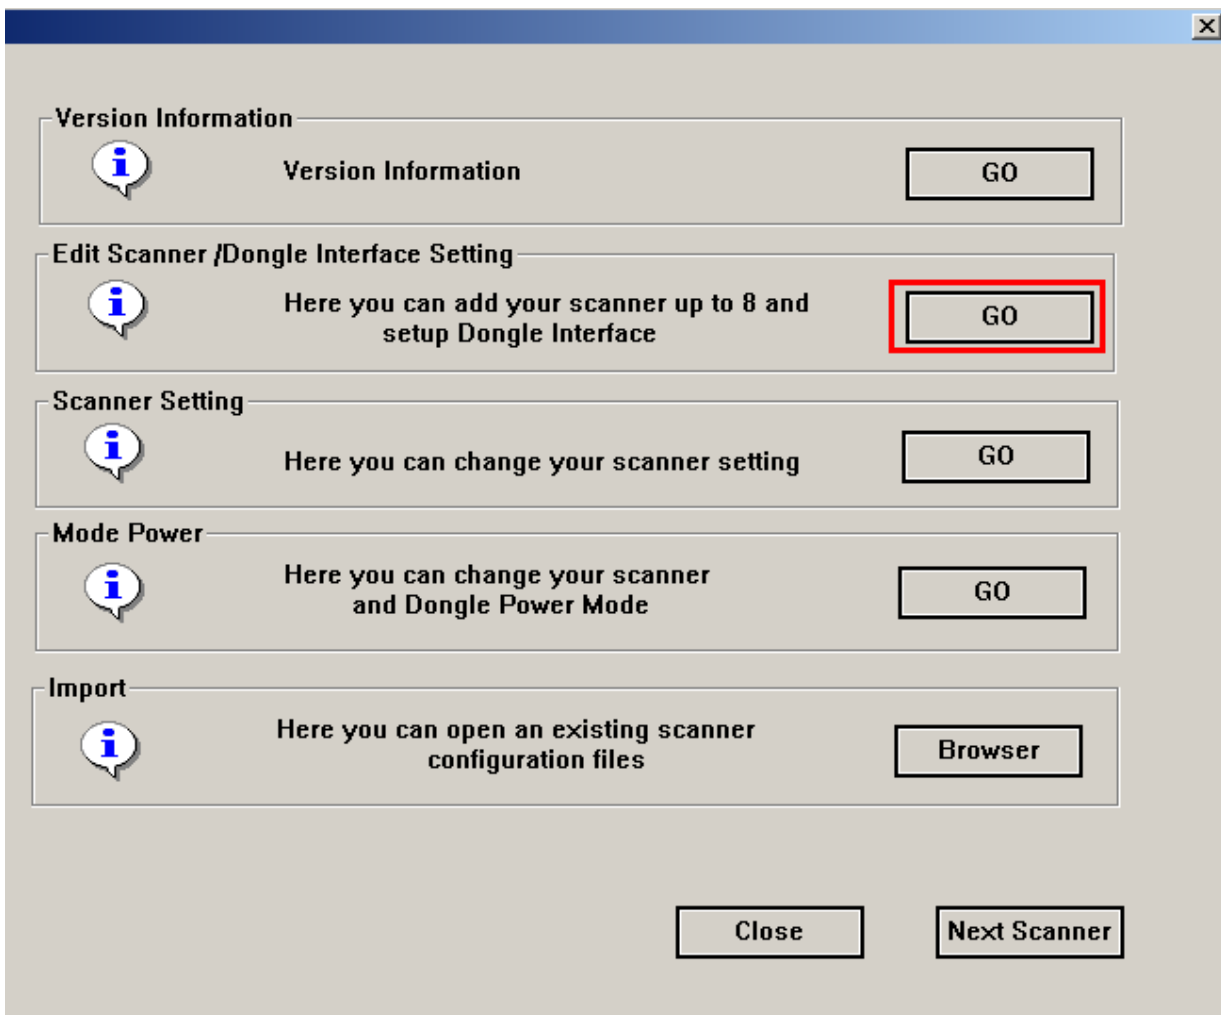 Version Information
Version Information
GO
Edit Scanner /Dongle Interface Setting
Here you can add your scanner up to 8 and
setup Dongle Interface
GO
Scanner Setting
Here you can change your scanner setting
GO
Mode Power
Here you can change your scanner
and Dongle Power Mode
GO
Import
Here you can open an existing scanner
configuration files
Browser
Close
Next Scanner